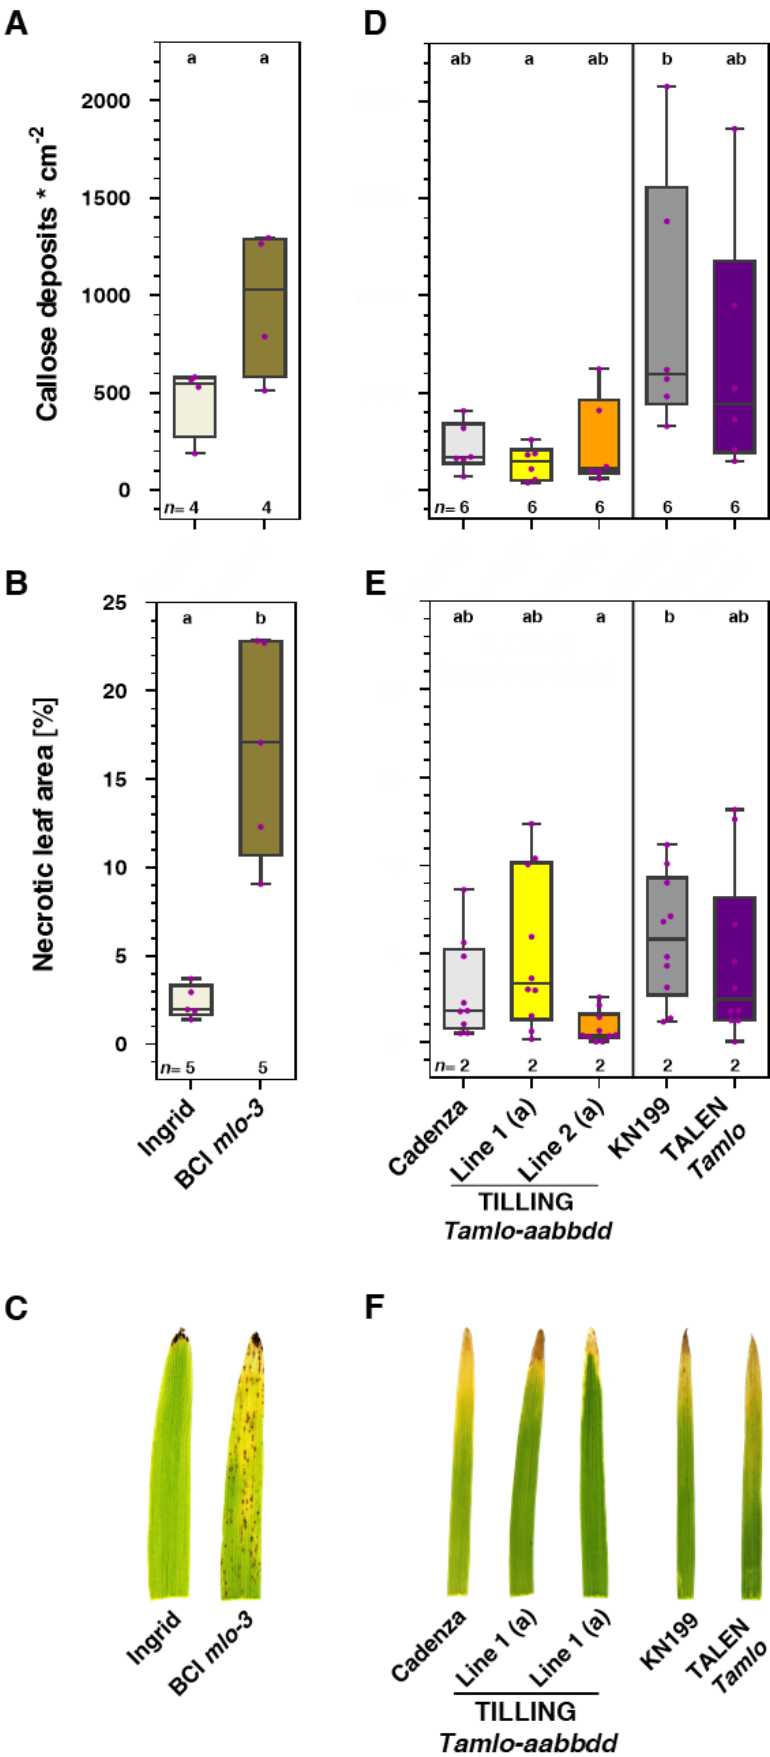 A
a a
Callose deposits * cm-2
2000
1500
1000
500
0
n= 4 4
D
ab a ab b ab
n= 6 6 6 6 6
B
a b
Necrotic leaf area [%]
25
20
15
10
5
0
n= 5 5
Ingrid
BCI mlo-3
E
ab ab a b ab
n= 2 2 2 2 2
Cadenza
Line 1 (a)
Line 2 (a)
KN199
TALEN
Tamlo
TILLING
Tamlo-aabbdd
C
Ingrid
BCI mlo-3
F
Cadenza
Line 1 (a)
Line 1 (a)
KN199
TALEN
Tamlo
TILLING
Tamlo-aabbdd